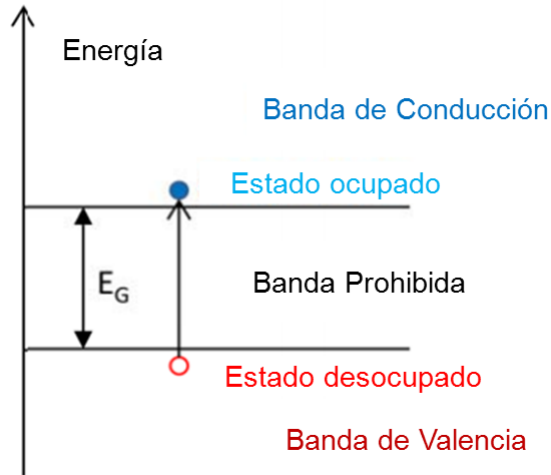 Energía
Banda de Conducción
Estado ocupado
E_G
Banda Prohibida
Estado desocupado
Banda de Valencia